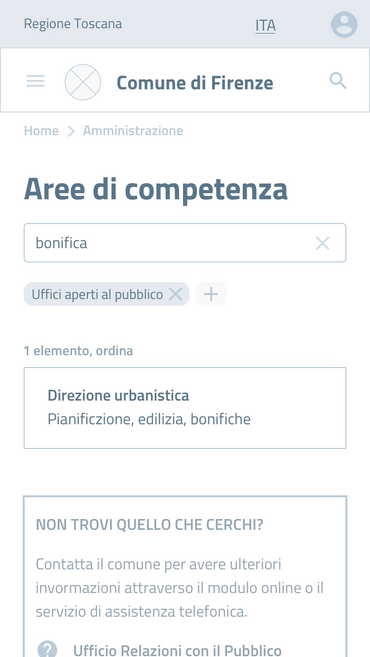 Regione Toscana
ITA
Comune di Firenze
Home
Amministrazione
Aree di competenza
bonifica
Uffici aperti al pubblico
1 elemento, ordina
Direzione urbanistica
Pianificzione, edilizia, bonifiche
NON TROVI QUELLO CHE CERCHI?
Contatta il comune per avere ulteriori
invormazioni attraverso il modulo online o il
servizio di assistenza telefonica.
Ufficio Relazioni con il Pubblico